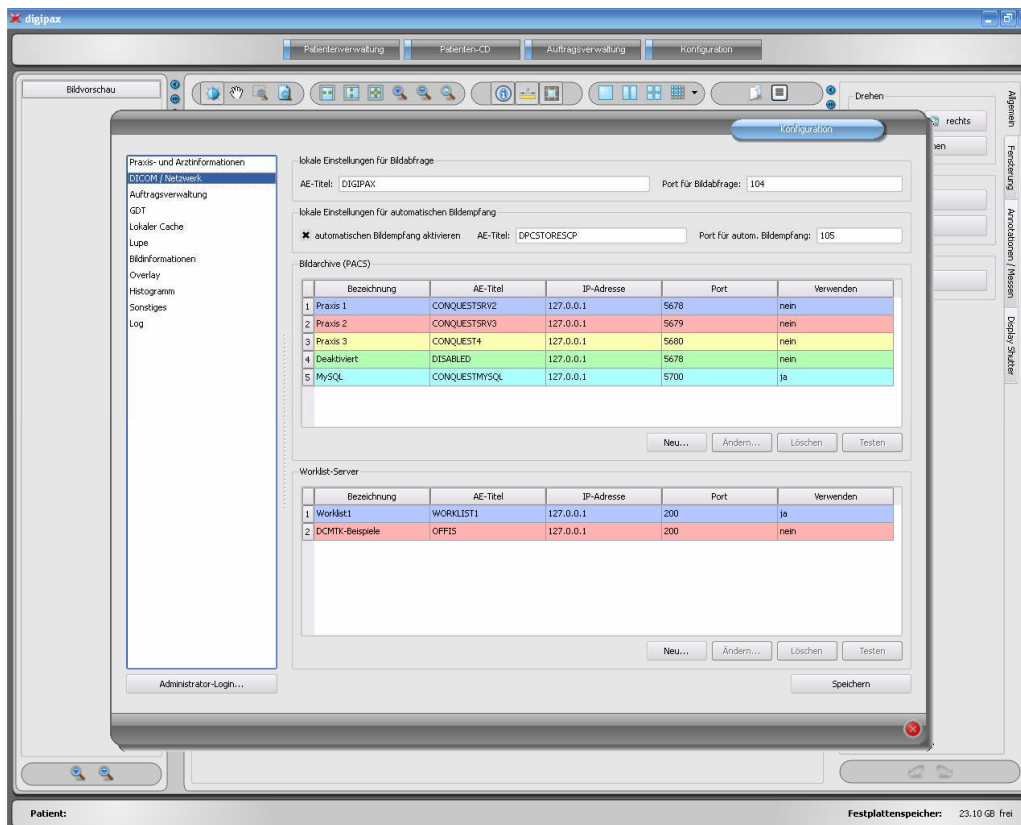 digipax
Patientenverwaltung
Patienten-CD
Auftragsverwaltung
Konfiguration
Bildvorschau
Drehen
rechts
Allgemein
Fensterung
Annotationen / Messen
Display Shutter
Konfiguration
Praxis- und Arztinformationen
DICOM / Netzwerk
Auftragsverwaltung
GDT
Lokaler Cache
Lupe
Bildinformationen
Overlay
Histogramm
Sonstiges
Log
Administrator-Login...
lokale Einstellungen für Bildabfrage
AE-Titel: DIGIPAX Port für Bildabfrage: 104
lokale Einstellungen für automatischen Bildempfang
automatischen Bildempfang aktivieren AE-Titel: DPCSTORESCP Port für autom. Bildempfang: 105
Bildarchive (PACS)
Bezeichnung AE-Titel IP-Adresse Port Verwenden
1 Praxis 1 CONQUESTSRV2 127.0.0.1 5678 nein
2 Praxis 2 CONQUESTSRV3 127.0.0.1 5679 nein
3 Praxis 3 CONQUEST4 127.0.0.1 5680 nein
4 Deaktiviert DISABLED 127.0.0.1 5678 nein
5 MySQL CONQUESTMYSQL 127.0.0.1 5700 ja
Neu... Ändern... Löschen Testen
Worklist-Server
Bezeichnung AE-Titel IP-Adresse Port Verwenden
1 Worklist1 WORKLIST1 127.0.0.1 200 ja
2 DCMTK-Beispiele OFFIS 127.0.0.1 200 nein
Neu... Ändern... Löschen Testen
Speichern
Patient:
Festplattenspeicher: 23.10 GB frei